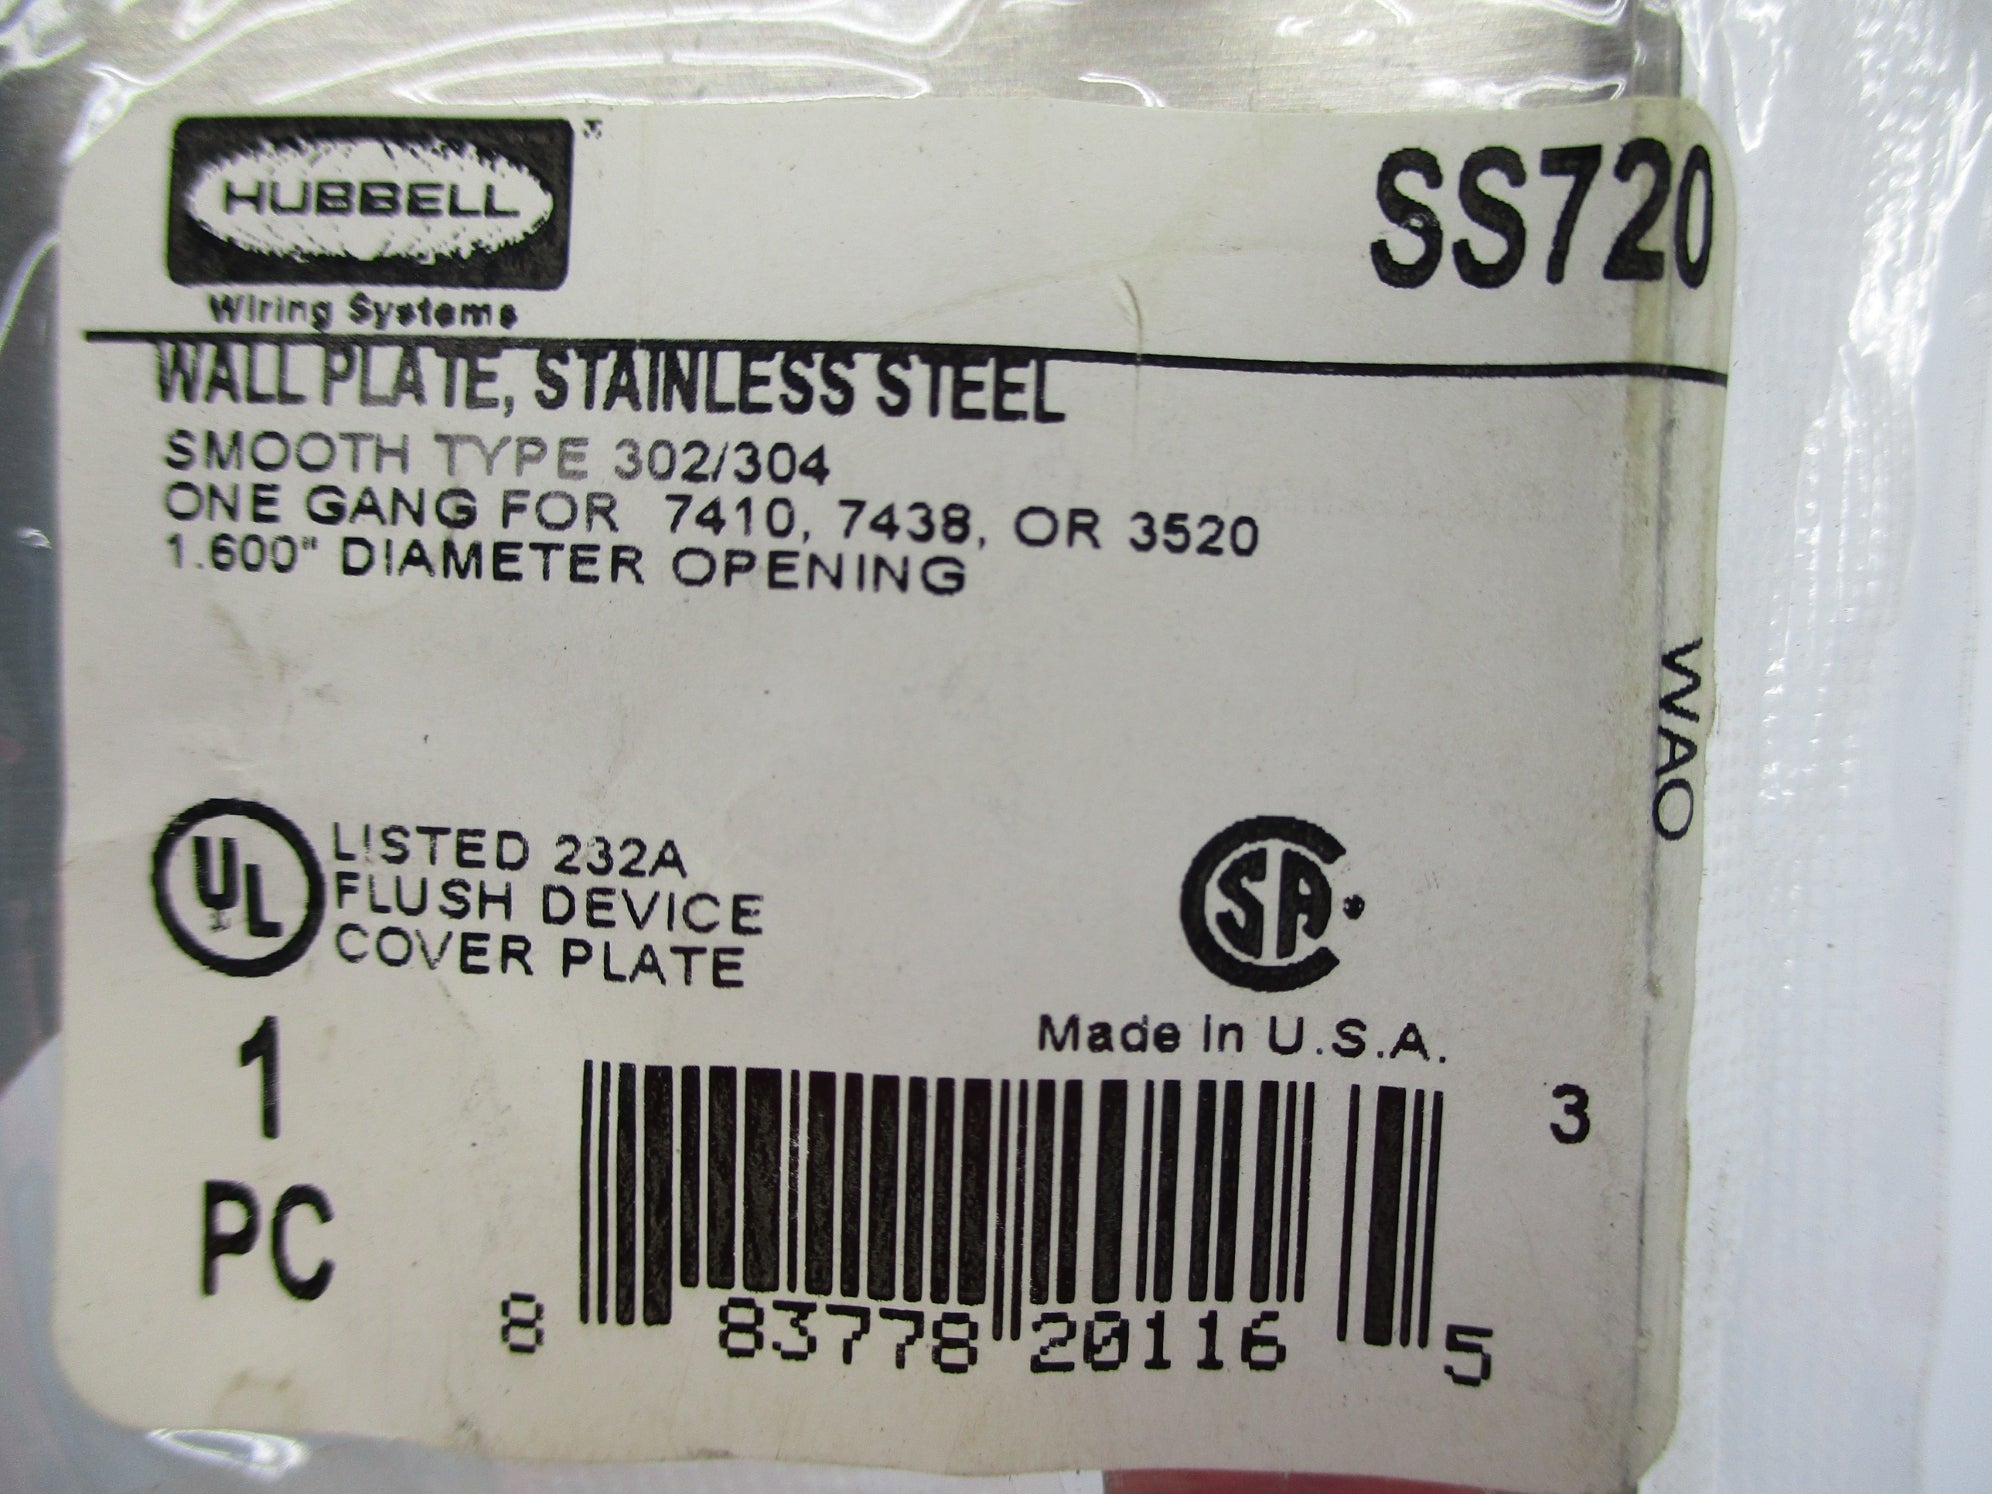 HUBBELL
Wiring Systems
SS720
WALL PLATE, STAINLESS STEEL
SMOOTH TYPE 302/304
ONE GANG FOR 7410, 7438, OR 3520
1.600" DIAMETER OPENING
WAO
UL
LISTED 232A
FLUSH DEVICE
COVER PLATE
CSA
1
PC
Made In U.S.A.
3
8 83778 20116 5